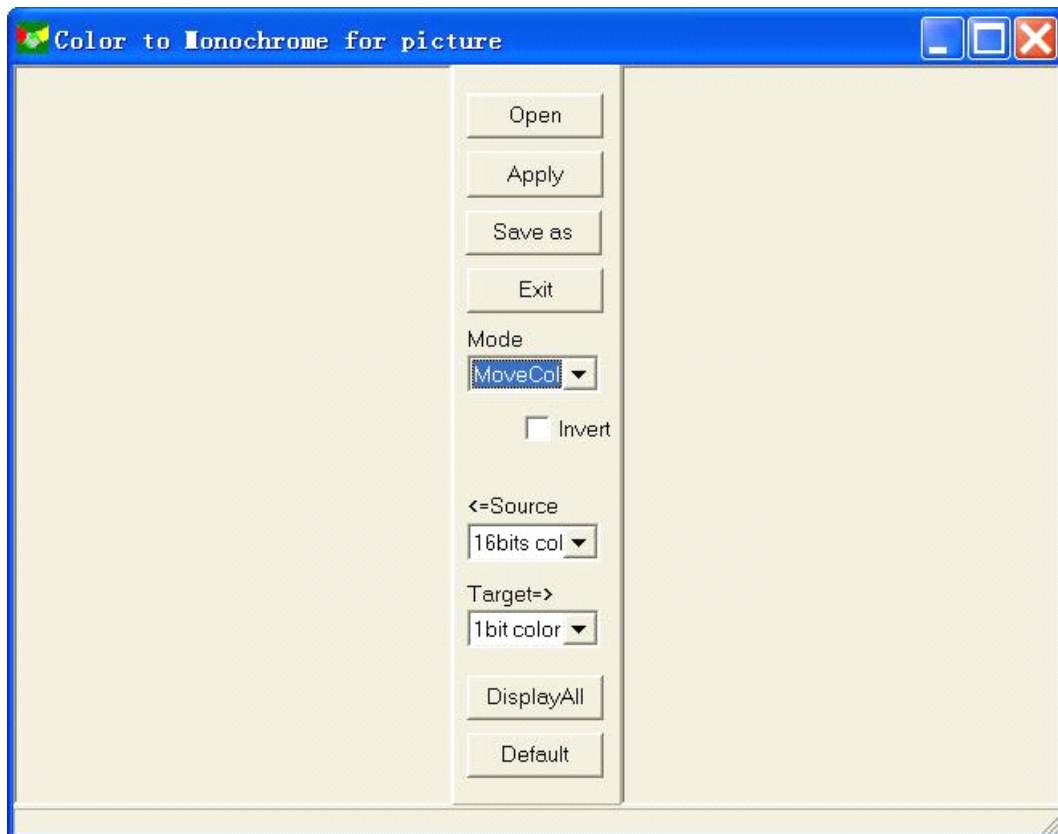 Color to Monochrome for picture
Open
Apply
Save as
Exit
Mode
MoveCol
Invert
<=Source
16bits col
Target=>
1bit color
DisplayAll
Default